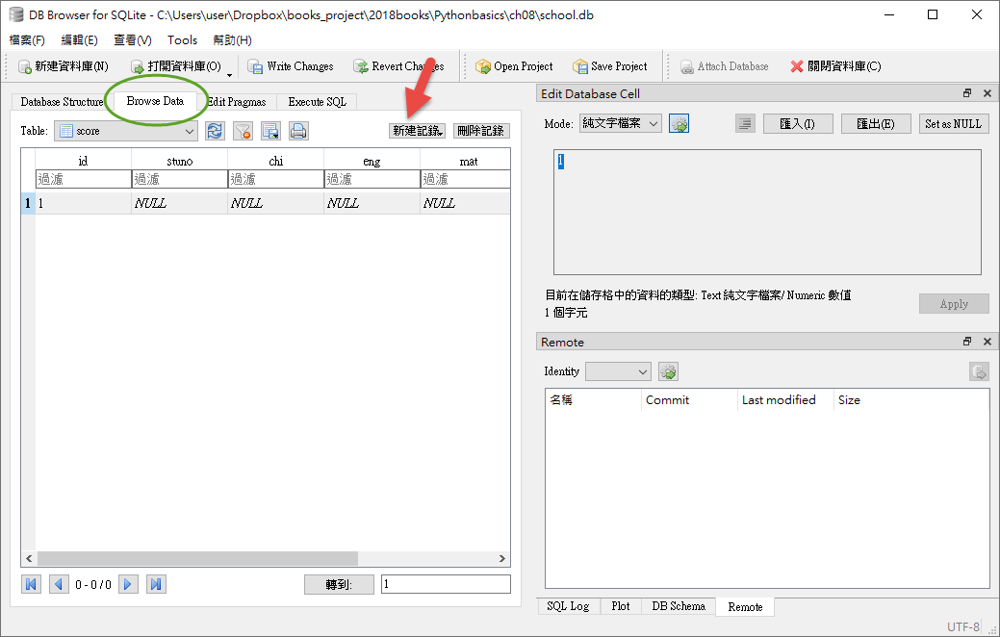 DB Browser for SQLite - C:\Users\user\Dropbox\books_project\2018books\Pythonbasics\ch08\school.db
檔案(F) 編輯(E) 查看(V) Tools 幫助(H)
新建資料庫(N) 打開資料庫(O) Write Changes Revert Changes Open Project Save Project Attach Database 關閉資料庫(C)
Database Structure Browse Data Edit Pragmas Execute SQL
Table: score 新建記錄 刪除記錄
id stuno chi eng mat
過濾 過濾 過濾 過濾 過濾
1 1 NULL NULL NULL NULL
0 - 0 / 0 轉到: 1
Edit Database Cell
Mode: 純文字檔案 匯入(I) 匯出(E) Set as NULL
1
目前在儲存格中的資料的類型: Text 純文字檔案/ Numeric 數值
1 個字元
Apply
Remote
Identity
名稱 Commit Last modified Size
SQL Log Plot DB Schema Remote
UTF-8